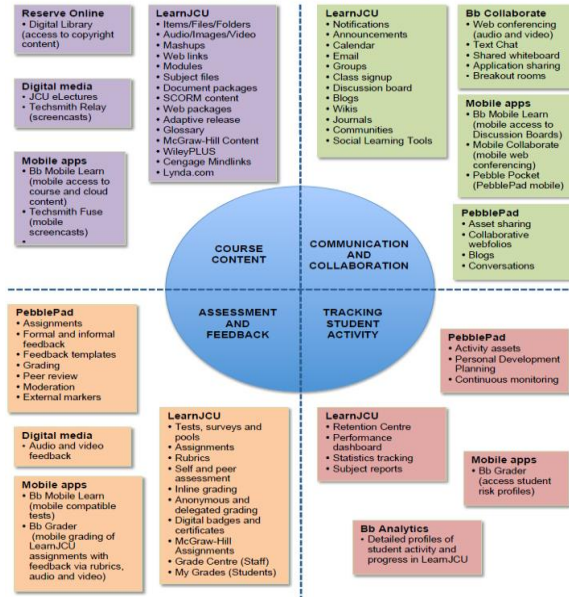 Reserve Online
• Digital Library
(access to copyright
content)
Digital media
• JCU eLectures
• Techsmith Relay
(screencasts)
Mobile apps
• Bb Mobile Learn
(mobile access to
course and cloud
content)
• Techsmith Fuse
(mobile
screencasts)
•
LearnJCU
• Items/Files/Folders
• Audio/Images/Video
• Mashups
• Web links
• Modules
• Subject files
• Document packages
• SCORM content
• Web packages
• Adaptive release
• Glossary
• McGraw-Hill Content
• WileyPLUS
• Cengage Mindlinks
• Lynda.com
LearnJCU
• Notifications
• Announcements
• Calendar
• Email
• Groups
• Class signup
• Discussion board
• Blogs
• Wikis
• Journals
• Communities
• Social Learning Tools
Bb Collaborate
• Web conferencing
(audio and video)
• Text Chat
• Shared whiteboard
• Application sharing
• Breakout rooms
Mobile apps
• Bb Mobile Learn
(mobile access to
Discussion Boards)
• Mobile Collaborate
(mobile web
conferencing)
• Pebble Pocket
(PebblePad mobile)
PebblePad
• Asset sharing
• Collaborative
webfolios
• Blogs
• Conversations
COURSE
CONTENT
COMMUNICATION
AND
COLLABORATION
ASSESSMENT
AND
FEEDBACK
TRACKING
STUDENT
ACTIVITY
PebblePad
• Assignments
• Formal and informal
feedback
• Feedback templates
• Grading
• Peer review
• Moderation
• External markers
Digital media
• Audio and video
feedback
Mobile apps
• Bb Mobile Learn
(mobile compatible
tests)
• Bb Grader
(mobile grading of
LearnJCU
assignments with
feedback via rubrics,
audio and video)
LearnJCU
• Tests, surveys and
pools
• Assignments
• Rubrics
• Self and peer
assessment
• Inline grading
• Anonymous and
delegated grading
• Digital badges and
certificates
• McGraw-Hill
Assignments
• Grade Centre (Staff)
• My Grades (Students)
LearnJCU
• Retention Centre
• Performance
dashboard
• Statistics tracking
• Subject reports
PebblePad
• Activity assets
• Personal Development
Planning
• Continuous monitoring
Mobile apps
• Bb Grader
(access student
risk profiles)
Bb Analytics
• Detailed profiles of
student activity and
progress in LearnJCU